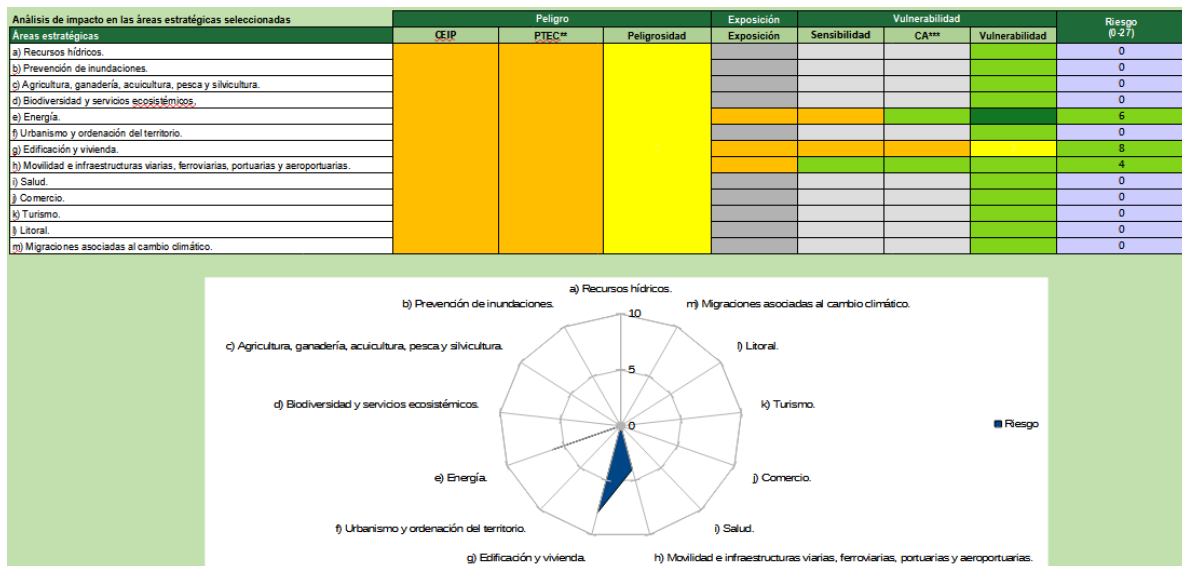 Análisis de impacto en las áreas estratégicas seleccionadas Peligro Exposición Vulnerabilidad Riesgo (0-27)
Áreas estratégicas CEIP PTEC** Peligrosidad Exposición Sensibilidad CA*** Vulnerabilidad
a) Recursos hídricos. 0
b) Prevención de inundaciones. 0
c) Agricultura, ganadería, acuicultura, pesca y silvicultura. 0
d) Biodiversidad y servicios ecosistémicos, 0
e) Energía. 6
f) Urbanismo y ordenación del territorio. 0
g) Edificación y vivienda. 8
h) Movilidad e infraestructuras viarias, ferroviarias, portuarias y aeroportuarias. 4
i) Salud. 0
j) Comercio. 0
k) Turismo. 0
l) Litoral. 0
m) Migraciones asociadas al cambio climático. 0
a) Recursos hídricos.
b) Prevención de inundaciones. m) Migraciones asociadas al cambio climático.
10
c) Agricultura, ganadería, acuicultura, pesca y silvicultura. l) Litoral.
5
d) Biodiversidad y servicios ecosistémicos. k) Turismo.
0 Riesgo
e) Energía. j) Comercio.
f) Urbanismo y ordenación del territorio. i) Salud.
g) Edificación y vivienda. h) Movilidad e infraestructuras viarias, ferroviarias, portuarias y aeroportuarias.